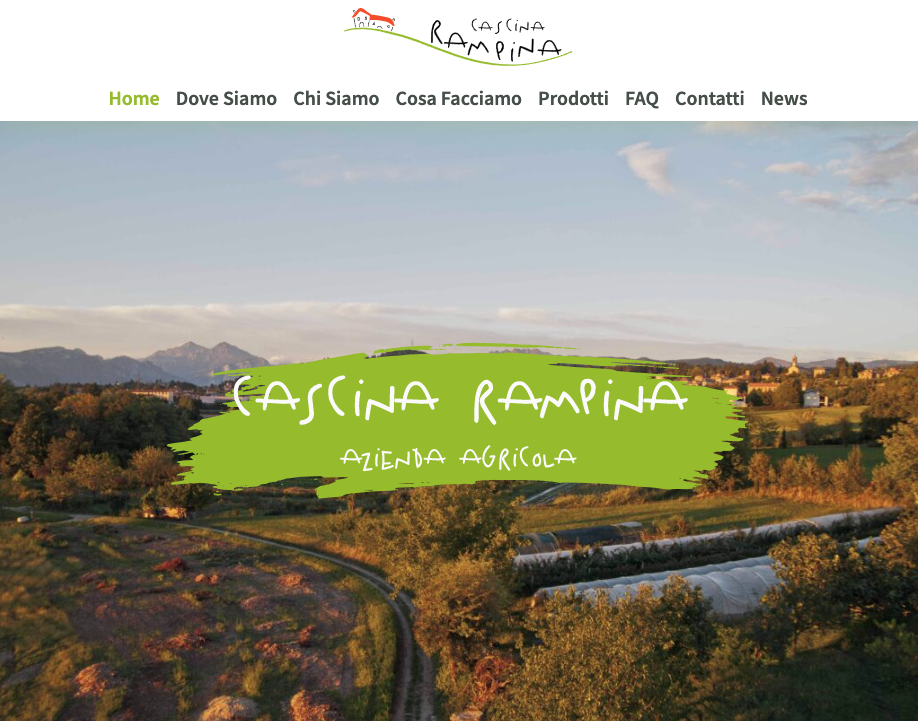 CASCINA
RAMPINA
Home Dove Siamo Chi Siamo Cosa Facciamo Prodotti FAQ Contatti News
CASCINA RAMPINA
AZIENDA AGRICOLA